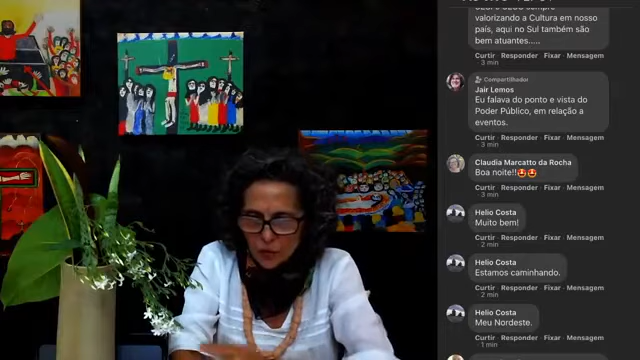 valorizando a Cultura em nosso
país, aqui no Sul também são
bem atuantes.....
Curtir · Responder · Fixar · Mensagem
· 3 min
Compartilhador
Jair Lemos
Eu falava do ponto e vista do
Poder Público, em relação a
eventos.
Curtir · Responder · Fixar · Mensagem
· 3 min
Claudia Marcatto da Rocha
Boa noite!!🤩🤩
Curtir · Responder · Fixar · Mensagem
· 3 min
Helio Costa
Muito bem!
Curtir · Responder · Fixar · Mensagem
· 2 min
Helio Costa
Estamos caminhando.
Curtir · Responder · Fixar · Mensagem
· 2 min
Helio Costa
Meu Nordeste.
Curtir · Responder · Fixar · Mensagem
· 1 min